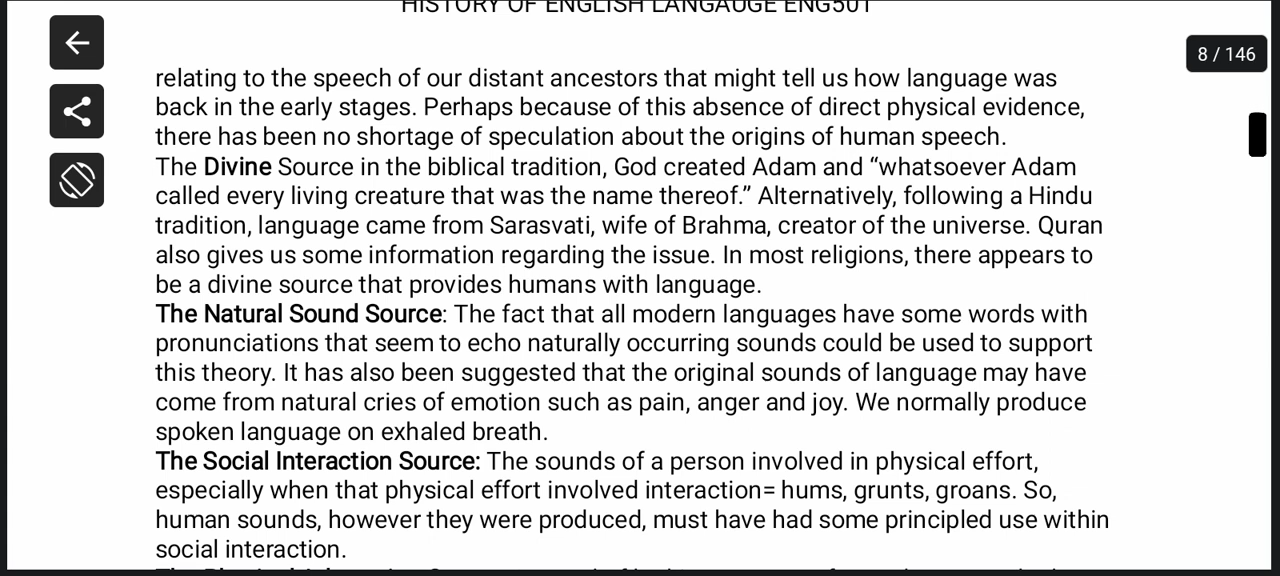 HISTORY OF ENGLISH LANGAUGE ENG501
8 / 146
relating to the speech of our distant ancestors that might tell us how language was
back in the early stages. Perhaps because of this absence of direct physical evidence,
there has been no shortage of speculation about the origins of human speech.
The Divine Source in the biblical tradition, God created Adam and “whatsoever Adam
called every living creature that was the name thereof.” Alternatively, following a Hindu
tradition, language came from Sarasvati, wife of Brahma, creator of the universe. Quran
also gives us some information regarding the issue. In most religions, there appears to
be a divine source that provides humans with language.
The Natural Sound Source: The fact that all modern languages have some words with
pronunciations that seem to echo naturally occurring sounds could be used to support
this theory. It has also been suggested that the original sounds of language may have
come from natural cries of emotion such as pain, anger and joy. We normally produce
spoken language on exhaled breath.
The Social Interaction Source: The sounds of a person involved in physical effort,
especially when that physical effort involved interaction= hums, grunts, groans. So,
human sounds, however they were produced, must have had some principled use within
social interaction.